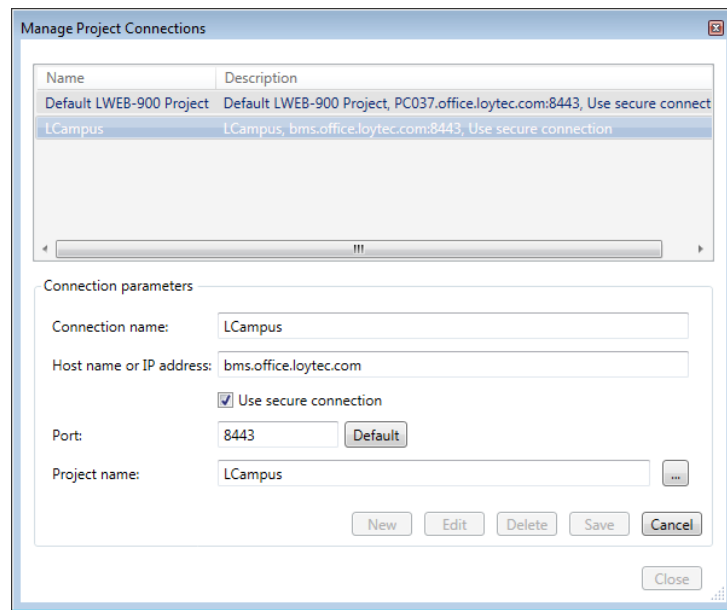 Manage Project Connections
Name Description
Default LWEB-900 Project Default LWEB-900 Project, PC037.office.loytec.com:8443, Use secure connect
LCampus LCampus, bms.office.loytec.com:8443, Use secure connection
Connection parameters
Connection name: LCampus
Host name or IP address: bms.office.loytec.com
Use secure connection
Port: 8443 Default
Project name: LCampus ...
New Edit Delete Save Cancel
Close